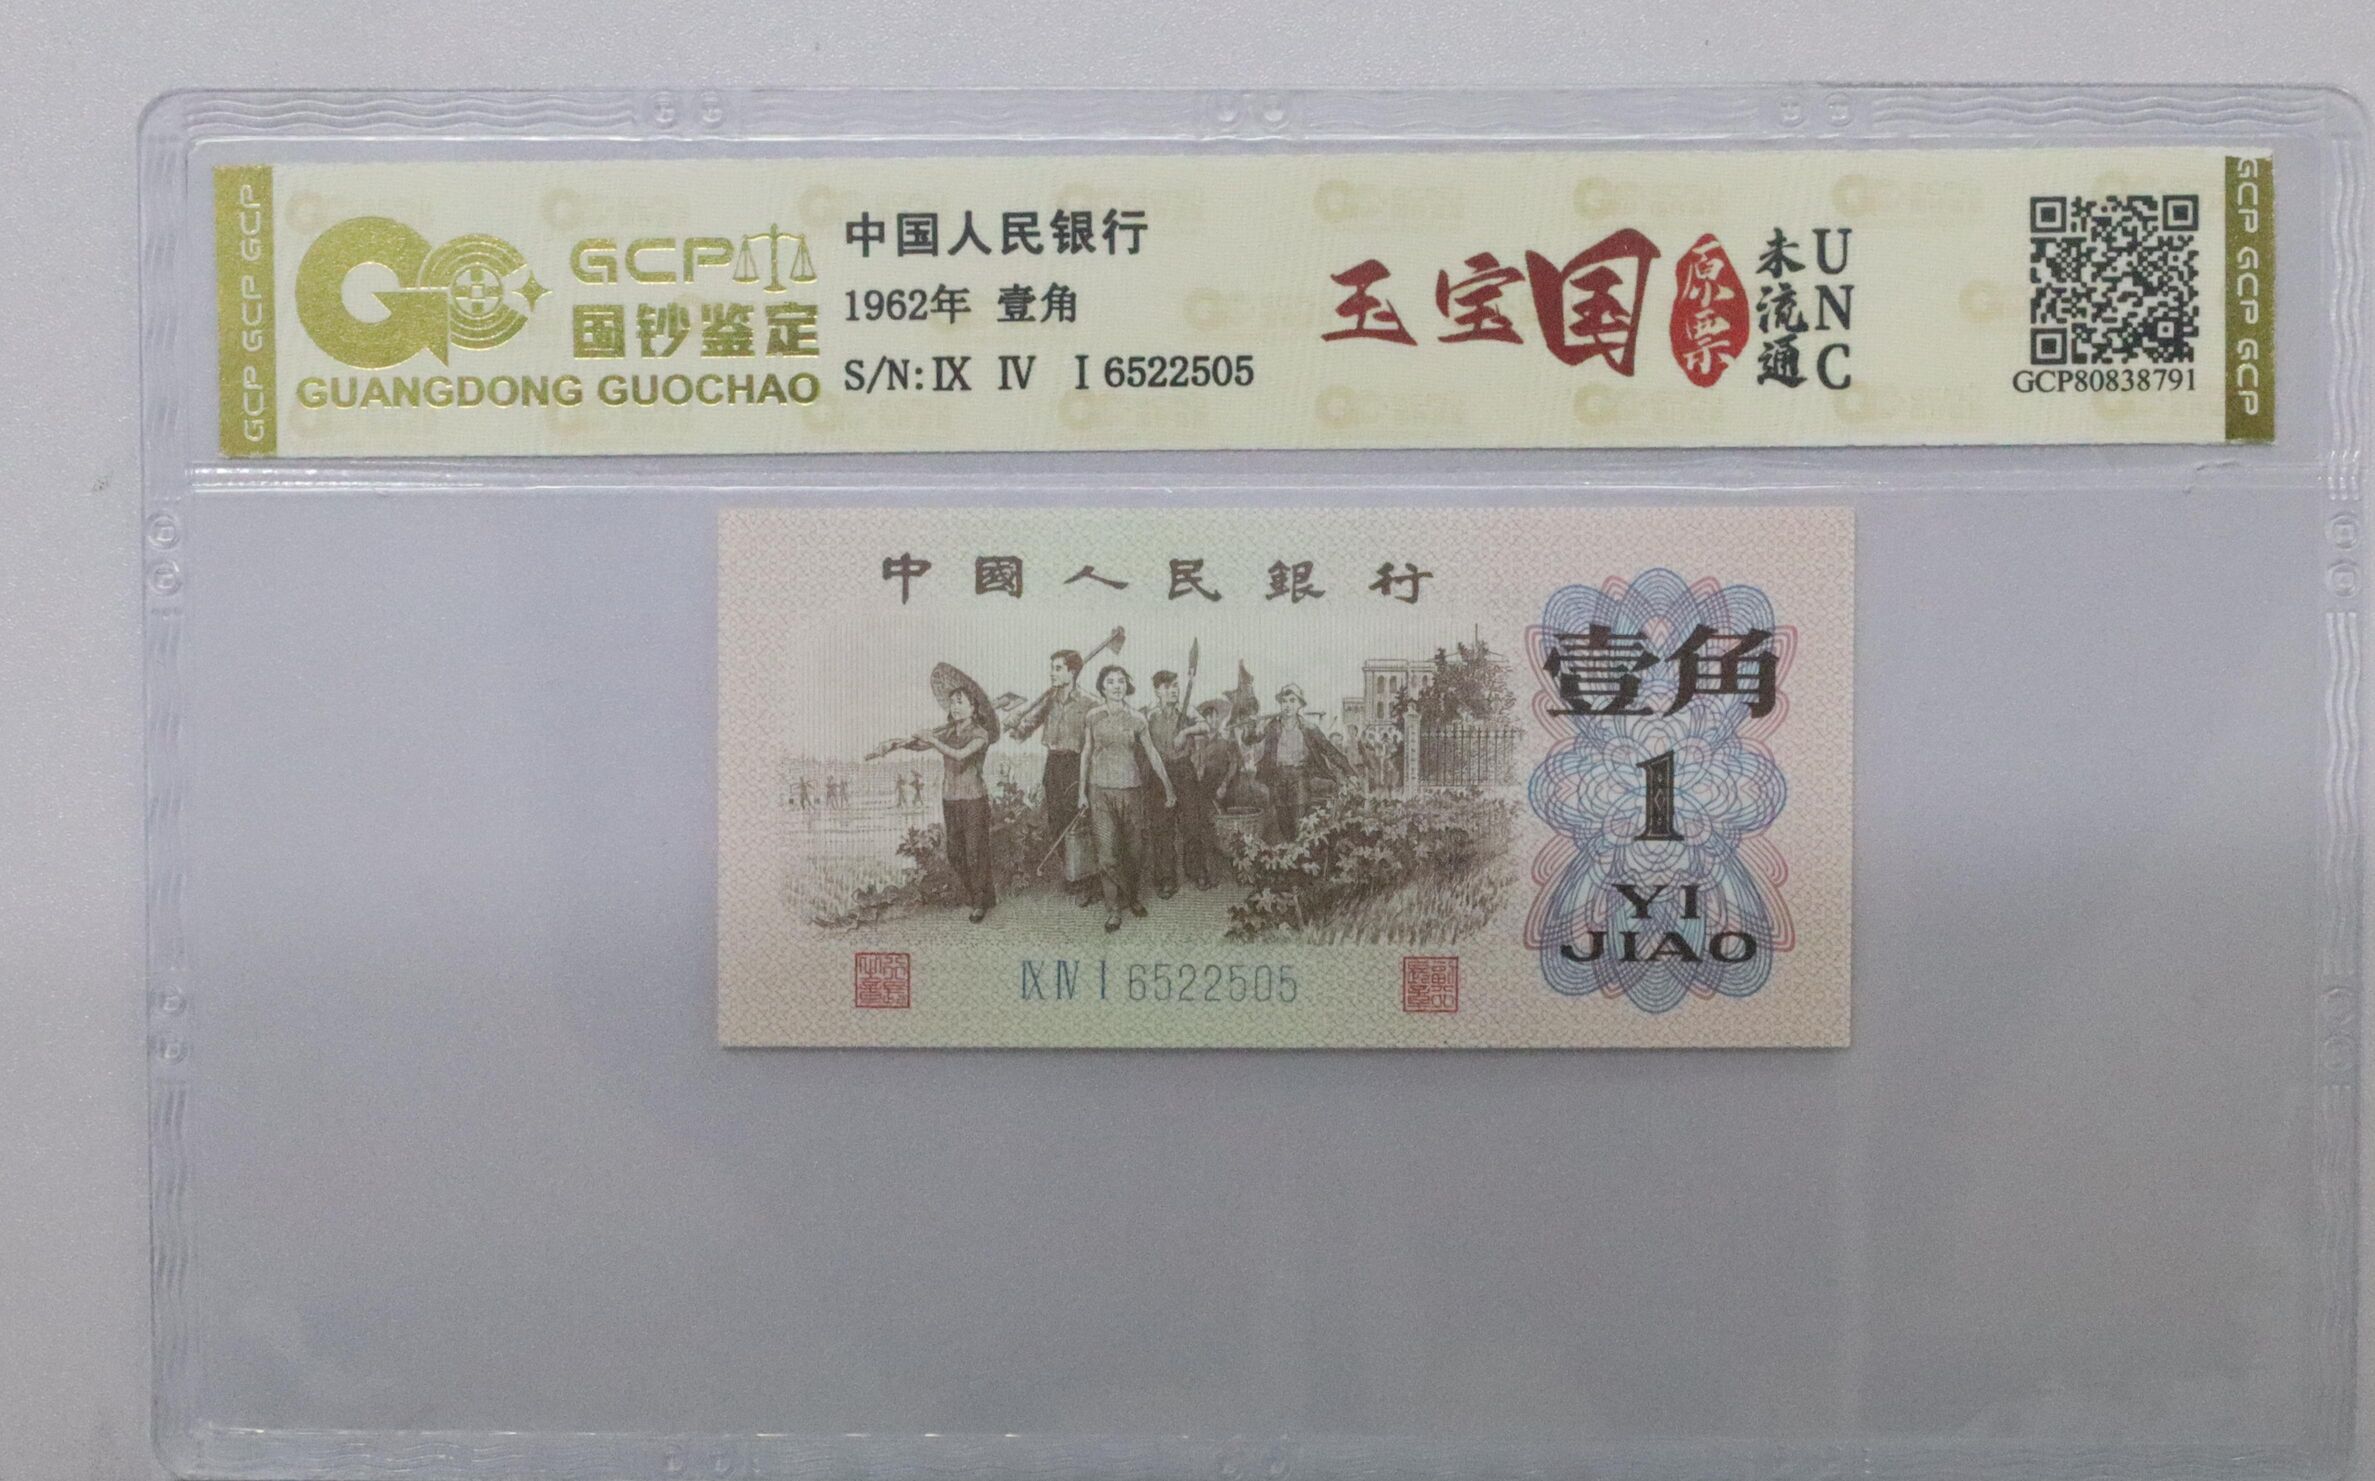 GCP GCP GCP
GCP
国钞鉴定
GUANGDONG GUOCHAO
中国人民银行
1962年 壹角
S/N: Ⅸ Ⅳ Ⅰ 6522505
玉宝国
原票
未流通
UNC
GCP80838791
GCP GCP GCP
中國人民銀行
壹角
1
YI
JIAO
Ⅸ Ⅳ Ⅰ 6522505